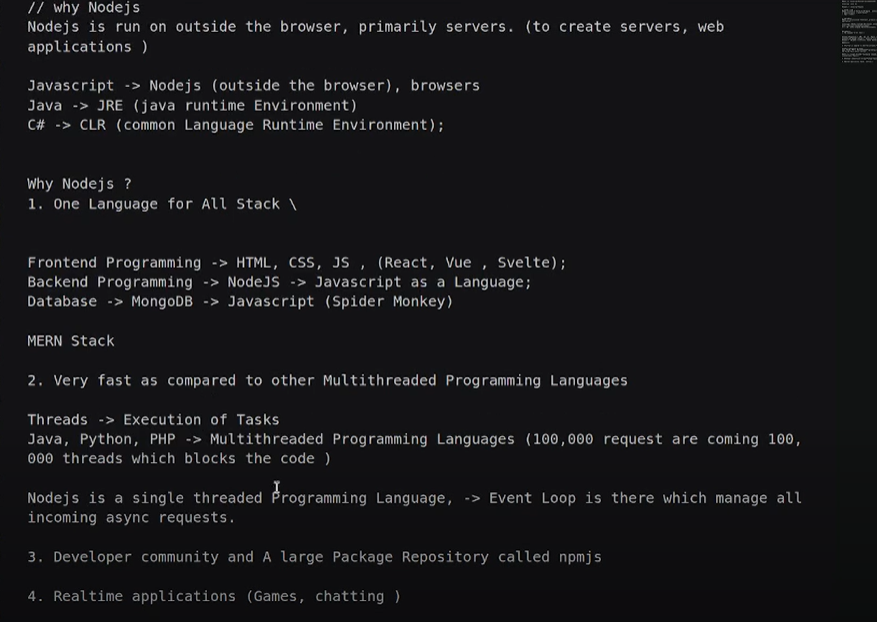 // why Nodejs
Nodejs is run on outside the browser, primarily servers. (to create servers, web
applications )
Javascript -> Nodejs (outside the browser), browsers
Java -> JRE (java runtime Environment)
C# -> CLR (common Language Runtime Environment);
Why Nodejs ?
1. One Language for All Stack \
Frontend Programming -> HTML, CSS, JS , (React, Vue , Svelte);
Backend Programming -> NodeJS -> Javascript as a Language;
Database -> MongoDB -> Javascript (Spider Monkey)
MERN Stack
2. Very fast as compared to other Multithreaded Programming Languages
Threads -> Execution of Tasks
Java, Python, PHP -> Multithreaded Programming Languages (100,000 request are coming 100,
000 threads which blocks the code )
Nodejs is a single threaded Programming Language, -> Event Loop is there which manage all
incoming async requests.
3. Developer community and A large Package Repository called npmjs
4. Realtime applications (Games, chatting )